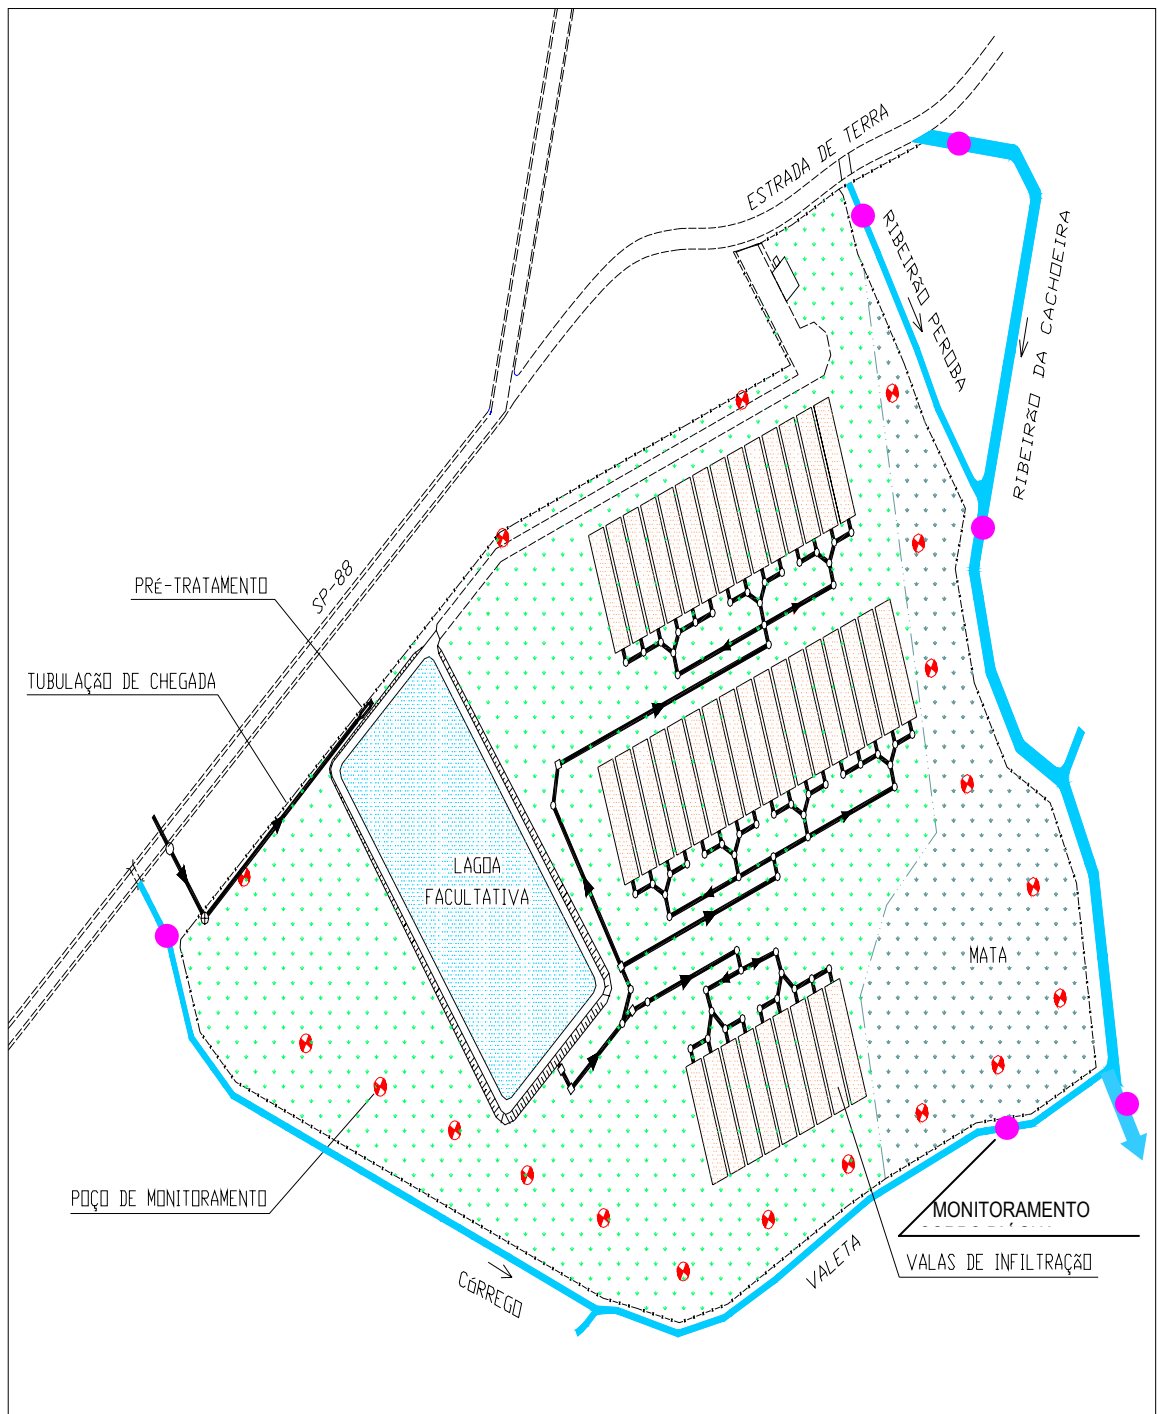 ESTRADA DE TERRA
RIBEIRÃO PEROBA
RIBEIRÃO DA CACHOEIRA
SP-88
PRÉ-TRATAMENTO
TUBULAÇÃO DE CHEGADA
LAGOA
FACULTATIVA
MATA
POÇO DE MONITORAMENTO
MONITORAMENTO
VALAS DE INFILTRAÇÃO
VALETA
CÓRREGO